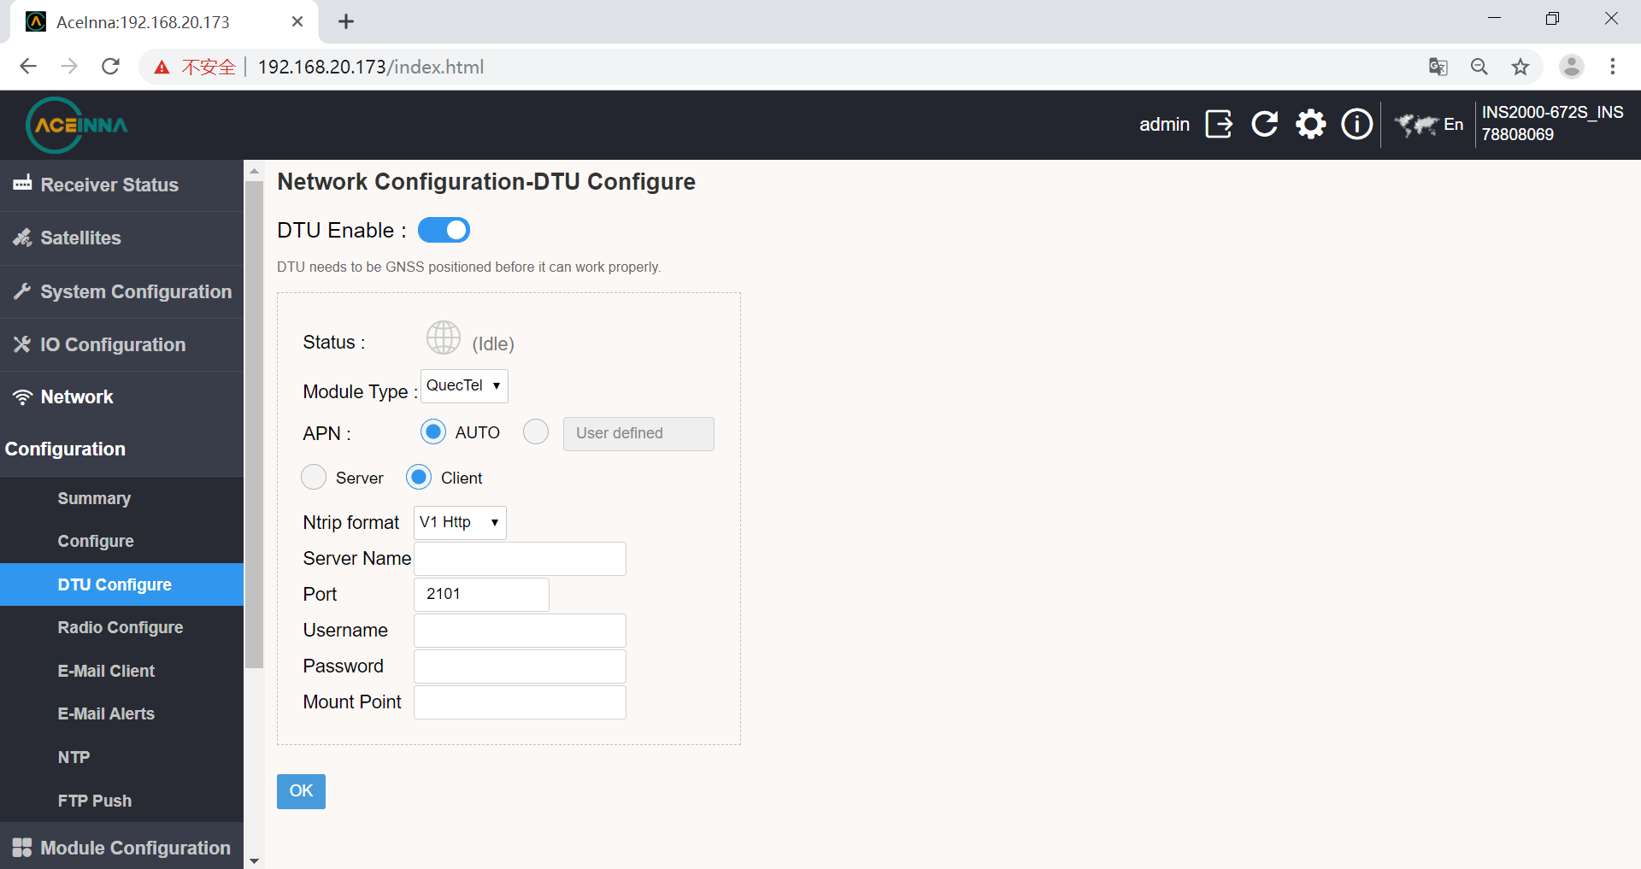 AceInna:192.168.20.173
不安全 192.168.20.173/index.html
ACEINNA
admin
En
INS2000-672S_INS
78808069
Receiver Status
Satellites
System Configuration
IO Configuration
Network
Configuration
Summary
Configure
DTU Configure
Radio Configure
E-Mail Client
E-Mail Alerts
NTP
FTP Push
Module Configuration
Network Configuration-DTU Configure
DTU Enable :
DTU needs to be GNSS positioned before it can work properly.
Status : (Idle)
Module Type : QuecTel
APN : AUTO User defined
Server Client
Ntrip format V1 Http
Server Name
Port 2101
Username
Password
Mount Point
OK